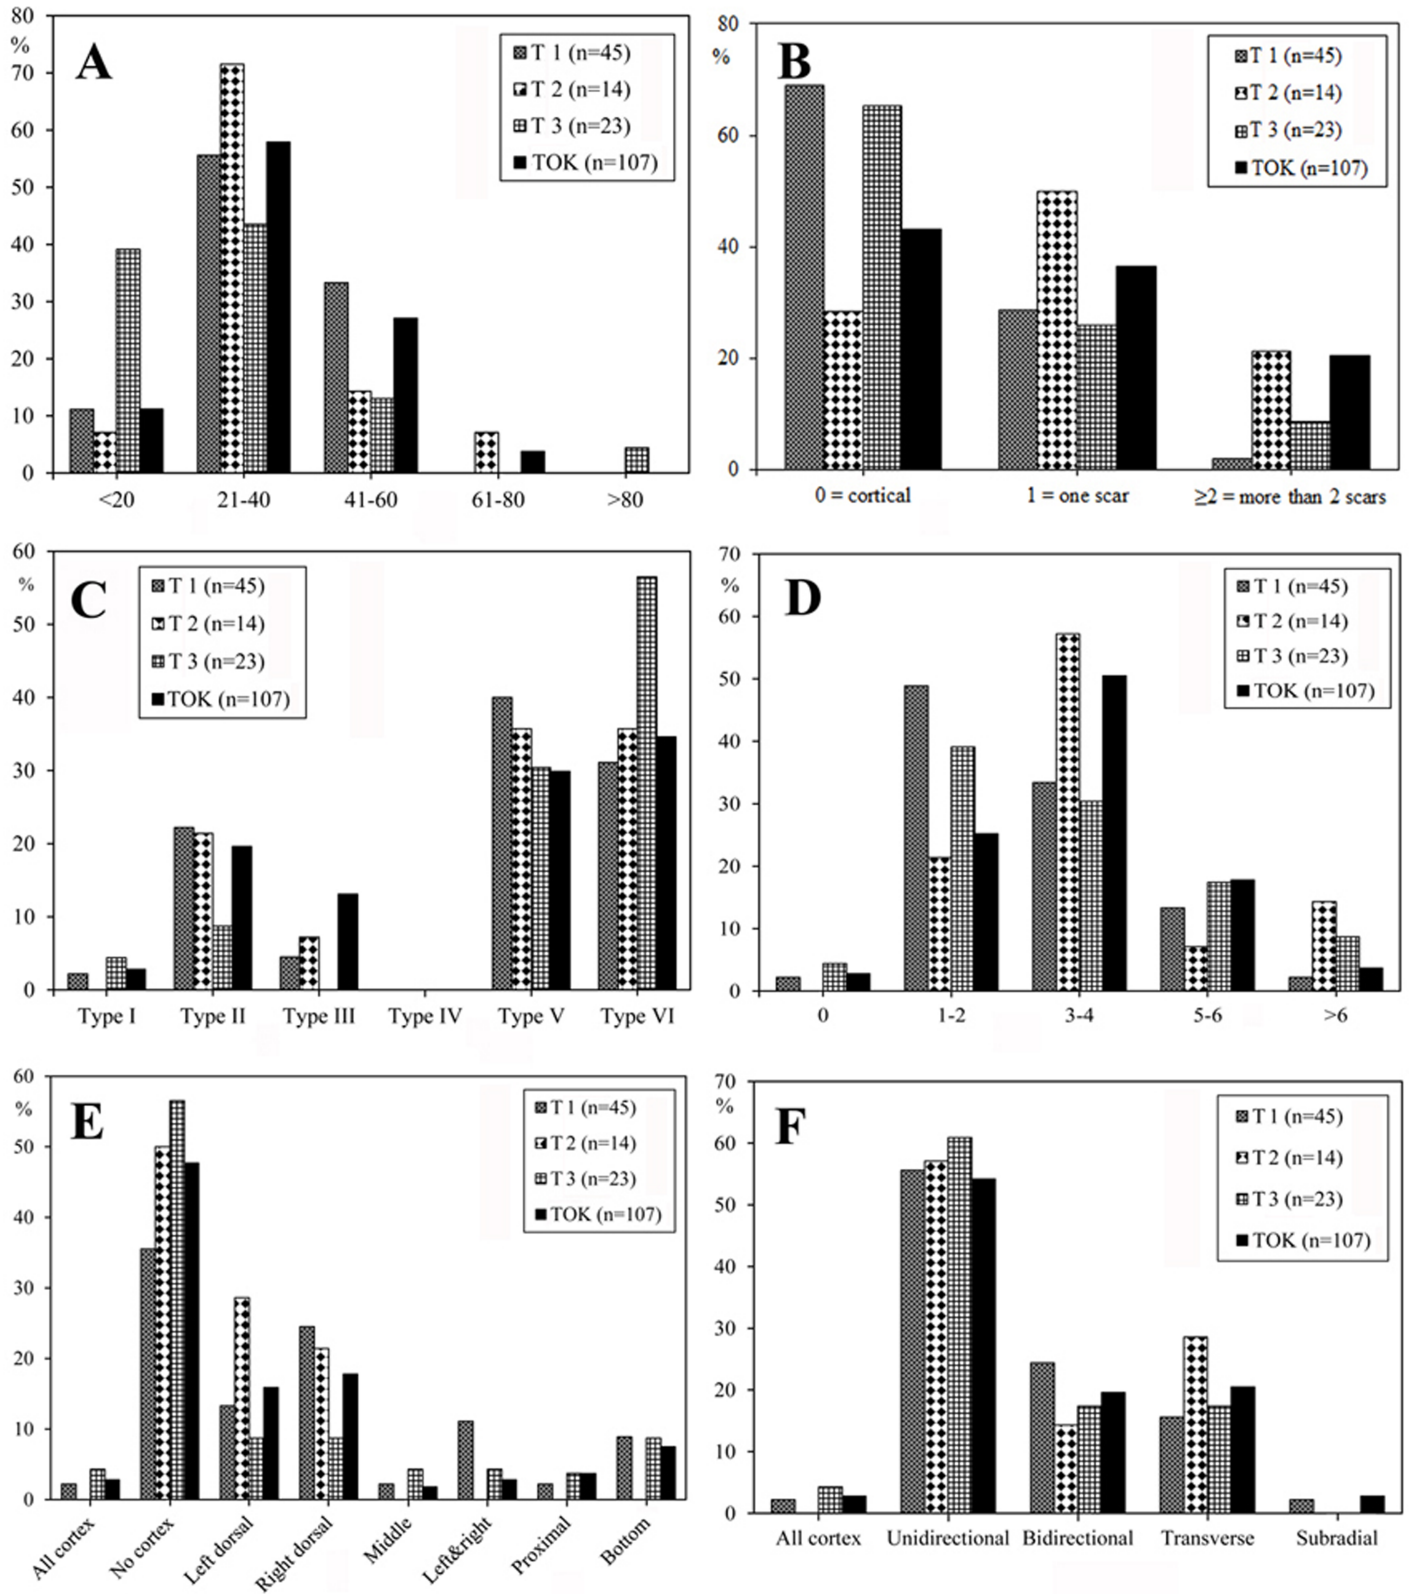 80
%
70
60
50
40
30
20
10
0
A
T 1 (n=45)
T 2 (n=14)
T 3 (n=23)
TOK (n=107)
<20 21-40 41-60 61-80 >80
80
%
60
40
20
0
B
T 1 (n=45)
T 2 (n=14)
T 3 (n=23)
TOK (n=107)
0 = cortical 1 = one scar ≥2 = more than 2 scars
60
%
50
40
30
20
10
0
C
T 1 (n=45)
T 2 (n=14)
T 3 (n=23)
TOK (n=107)
Type I Type II Type III Type IV Type V Type VI
70
%
60
50
40
30
20
10
0
D
T 1 (n=45)
T 2 (n=14)
T 3 (n=23)
TOK (n=107)
0 1-2 3-4 5-6 >6
60
%
50
40
30
20
10
0
E
T 1 (n=45)
T 2 (n=14)
T 3 (n=23)
TOK (n=107)
All cortex
No cortex
Left dorsal
Right dorsal
Middle
Left&right
Proximal
Bottom
70
%
60
50
40
30
20
10
0
F
T 1 (n=45)
T 2 (n=14)
T 3 (n=23)
TOK (n=107)
All cortex Unidirectional Bidirectional Transverse Subradial